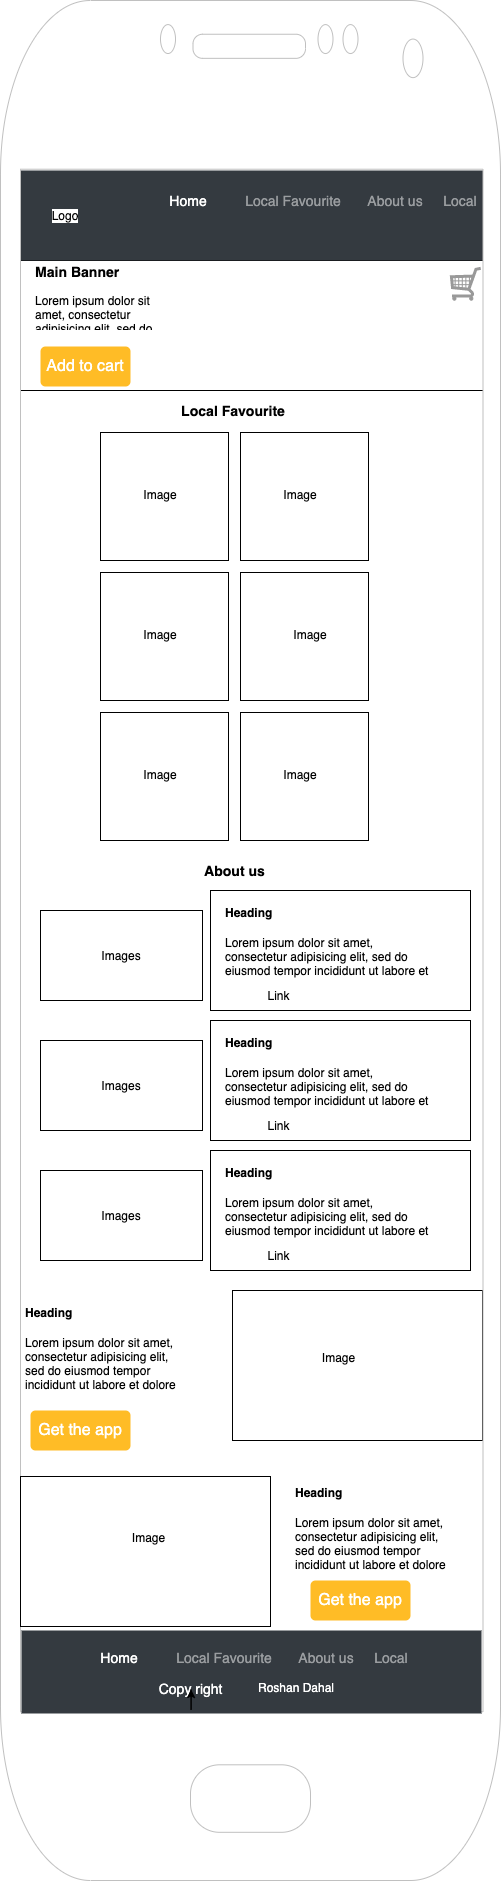 Logo
Home Local Favourite About us Local
Main Banner
Lorem ipsum dolor sit
amet, consectetur
adipisicing elit, sed do
Add to cart
Local Favourite
Image Image
Image Image
Image Image
About us
Images
Heading
Lorem ipsum dolor sit amet,
consectetur adipisicing elit, sed do
eiusmod tempor incididunt ut labore et
Link
Images
Heading
Lorem ipsum dolor sit amet,
consectetur adipisicing elit, sed do
eiusmod tempor incididunt ut labore et
Link
Images
Heading
Lorem ipsum dolor sit amet,
consectetur adipisicing elit, sed do
eiusmod tempor incididunt ut labore et
Link
Heading
Lorem ipsum dolor sit amet,
consectetur adipisicing elit,
sed do eiusmod tempor
incididunt ut labore et dolore
Get the app
Image
Image
Heading
Lorem ipsum dolor sit amet,
consectetur adipisicing elit,
sed do eiusmod tempor
incididunt ut labore et dolore
Get the app
Home Local Favourite About us Local
Copy right Roshan Dahal